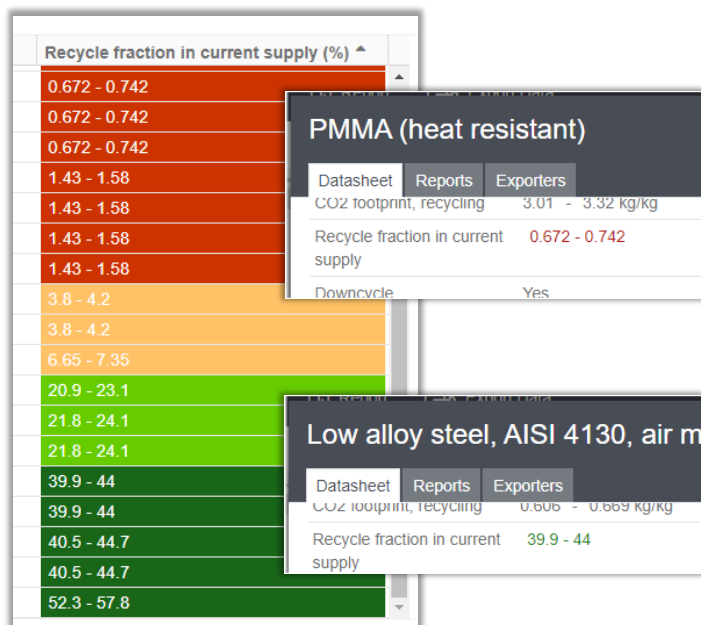 Recycle fraction in current supply (%)
0.672 - 0.742
0.672 - 0.742
0.672 - 0.742
1.43 - 1.58
1.43 - 1.58
1.43 - 1.58
1.43 - 1.58
3.8 - 4.2
3.8 - 4.2
6.65 - 7.35
20.9 - 23.1
21.8 - 24.1
21.8 - 24.1
39.9 - 44
39.9 - 44
40.5 - 44.7
40.5 - 44.7
52.3 - 57.8
PMMA (heat resistant)
Datasheet Reports Exporters
CO2 footprint, recycling 3.01 - 3.32 kg/kg
Recycle fraction in current 0.672 - 0.742
supply
Downcycle Yes
Low alloy steel, AISI 4130, air m
Datasheet Reports Exporters
CO2 footprint, recycling 0.606 - 0.669 kg/kg
Recycle fraction in current 39.9 - 44
supply